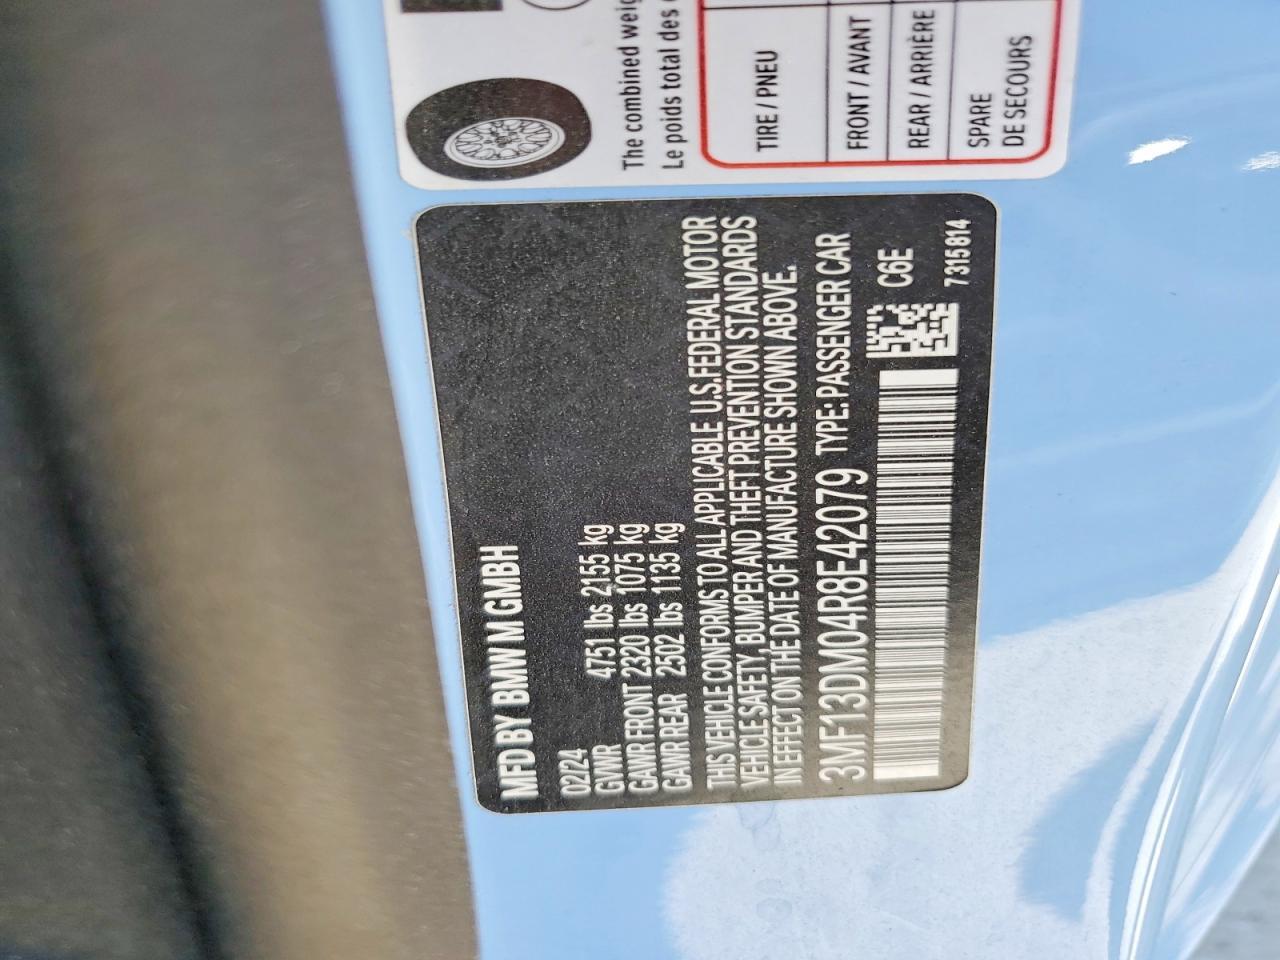 The combined
Le poids total des
TIRE / PNEU
FRONT / AVANT
REAR / ARRIÈRE
SPARE
DE SECOURS
MFD BY BMW M GMBH
02/24
GVWR 4751 lbs 2155 kg
GAWR FRONT 2320 lbs 1075 kg
GAWR REAR 2502 lbs 1135 kg
THIS VEHICLE CONFORMS TO ALL APPLICABLE U.S.FEDERAL MOTOR
VEHICLE SAFETY, BUMPER AND THEFT PREVENTION STANDARDS
IN EFFECT ON THE DATE OF MANUFACTURE SHOWN ABOVE.
3MF13DM04R8E42079 TYPE: PASSENGER CAR
C6E
7315814